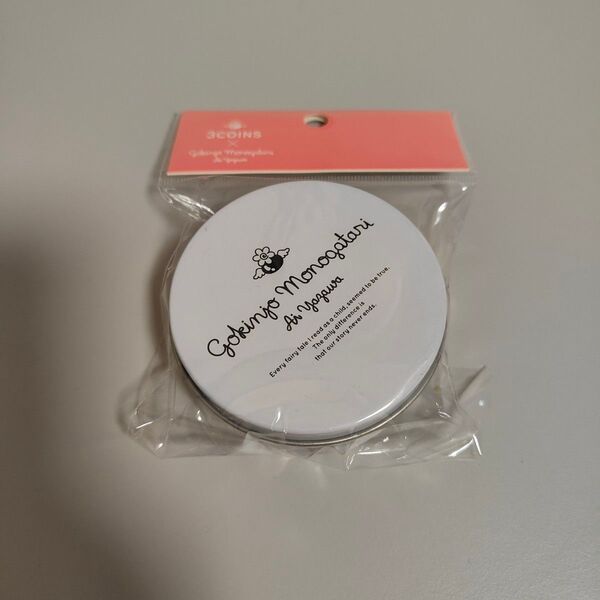 3COINS
×
Gokinjo Monogatari
Ai Yazawa
Gokinjo Monogatari
Ai Yazawa
Every fairy tale I read as a child, seemed to be true.
The only difference is
that our story never ends.